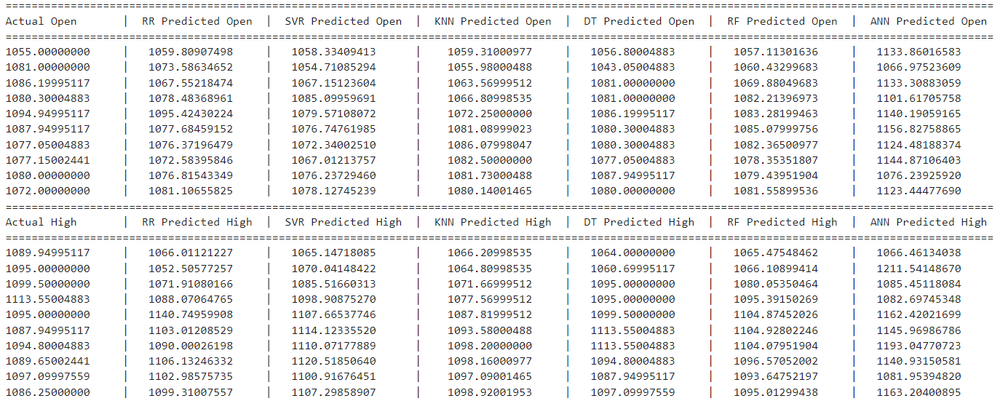 =======================================================================================================================================================
Actual Open | RR Predicted Open | SVR Predicted Open | KNN Predicted Open | DT Predicted Open | RF Predicted Open | ANN Predicted Open
=======================================================================================================================================================
1055.00000000 | 1059.80907498 | 1058.33409413 | 1059.31000977 | 1056.80004883 | 1057.11301636 | 1133.86016583
1081.00000000 | 1073.58634652 | 1054.71085294 | 1055.98000488 | 1043.05004883 | 1060.43299683 | 1066.97523609
1086.19995117 | 1067.55218474 | 1067.15123604 | 1063.56999512 | 1081.00000000 | 1069.88049683 | 1133.30883059
1080.30004883 | 1078.48368961 | 1085.09959691 | 1066.80998535 | 1081.00000000 | 1082.21396973 | 1101.61705758
1094.94995117 | 1095.42430224 | 1079.57108072 | 1072.25000000 | 1086.19995117 | 1083.28199463 | 1140.19059165
1087.94995117 | 1077.68459152 | 1076.74761985 | 1081.08999023 | 1080.30004883 | 1085.07999756 | 1156.82758865
1077.05004883 | 1076.37196479 | 1072.34002510 | 1086.07998047 | 1080.30004883 | 1082.36500977 | 1124.48188374
1077.15002441 | 1072.58395846 | 1067.01213757 | 1082.50000000 | 1077.05004883 | 1078.35351807 | 1144.87106403
1080.00000000 | 1076.81543349 | 1076.23729460 | 1081.73000488 | 1087.94995117 | 1079.43951904 | 1076.23925920
1072.00000000 | 1081.10655825 | 1078.12745239 | 1080.14001465 | 1080.00000000 | 1081.55899536 | 1123.44477690
=======================================================================================================================================================
Actual High | RR Predicted High | SVR Predicted High | KNN Predicted High | DT Predicted High | RF Predicted High | ANN Predicted High
=======================================================================================================================================================
1089.94995117 | 1066.01121227 | 1065.14718085 | 1066.20998535 | 1064.00000000 | 1065.47548462 | 1066.46134038
1095.00000000 | 1052.50577257 | 1070.04148422 | 1064.80998535 | 1060.69995117 | 1066.10899414 | 1211.54148670
1099.50000000 | 1071.91080166 | 1085.51660313 | 1071.66999512 | 1095.00000000 | 1080.05350464 | 1085.45118084
1113.55004883 | 1088.07064765 | 1098.90875270 | 1077.56999512 | 1095.00000000 | 1095.39150269 | 1082.69745348
1095.00000000 | 1140.74959908 | 1107.66537746 | 1087.81999512 | 1099.50000000 | 1104.87452026 | 1162.42021699
1087.94995117 | 1103.01208529 | 1114.12335520 | 1093.58000488 | 1113.55004883 | 1104.92802246 | 1145.96986786
1094.80004883 | 1090.00026198 | 1110.07177889 | 1098.20000000 | 1113.55004883 | 1104.07951904 | 1193.04770723
1089.65002441 | 1106.13246332 | 1120.51850640 | 1098.16000977 | 1094.80004883 | 1096.57052002 | 1140.93150581
1097.09997559 | 1102.98575735 | 1100.91676451 | 1097.09001465 | 1087.94995117 | 1093.64752197 | 1081.95394820
1086.25000000 | 1099.31007557 | 1107.29858907 | 1098.92001953 | 1097.09997559 | 1095.01299438 | 1163.20400895